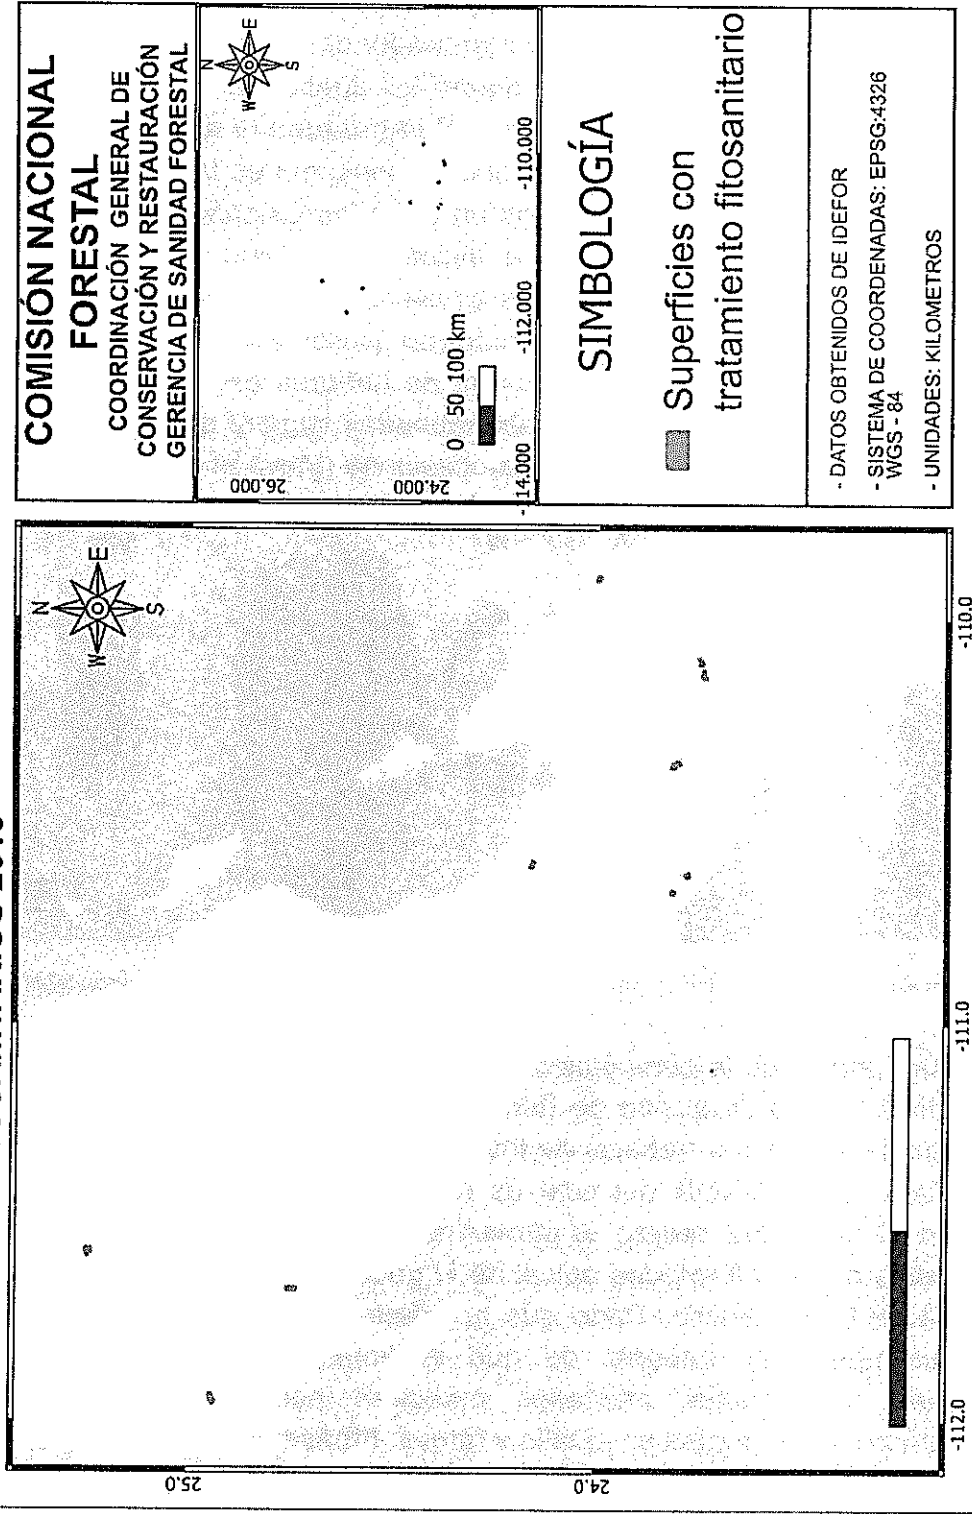 COMISIÓN NACIONAL
FORESTAL
COORDINACIÓN GENERAL DE
CONSERVACIÓN Y RESTAURACIÓN
GERENCIA DE SANIDAD FORESTAL
N
W E
S
26.000
24.000
0 50 100 km
-114.000
-112.000
-110.000
SIMBOLOGÍA
Superficies con
tratamiento fitosanitario
- DATOS OBTENIDOS DE IDEFOR
- SISTEMA DE COORDENADAS: EPSG:4326
WGS - 84
- UNIDADES: KILOMETROS
N
W E
S
25.0
24.0
-112.0
-111.0
-110.0